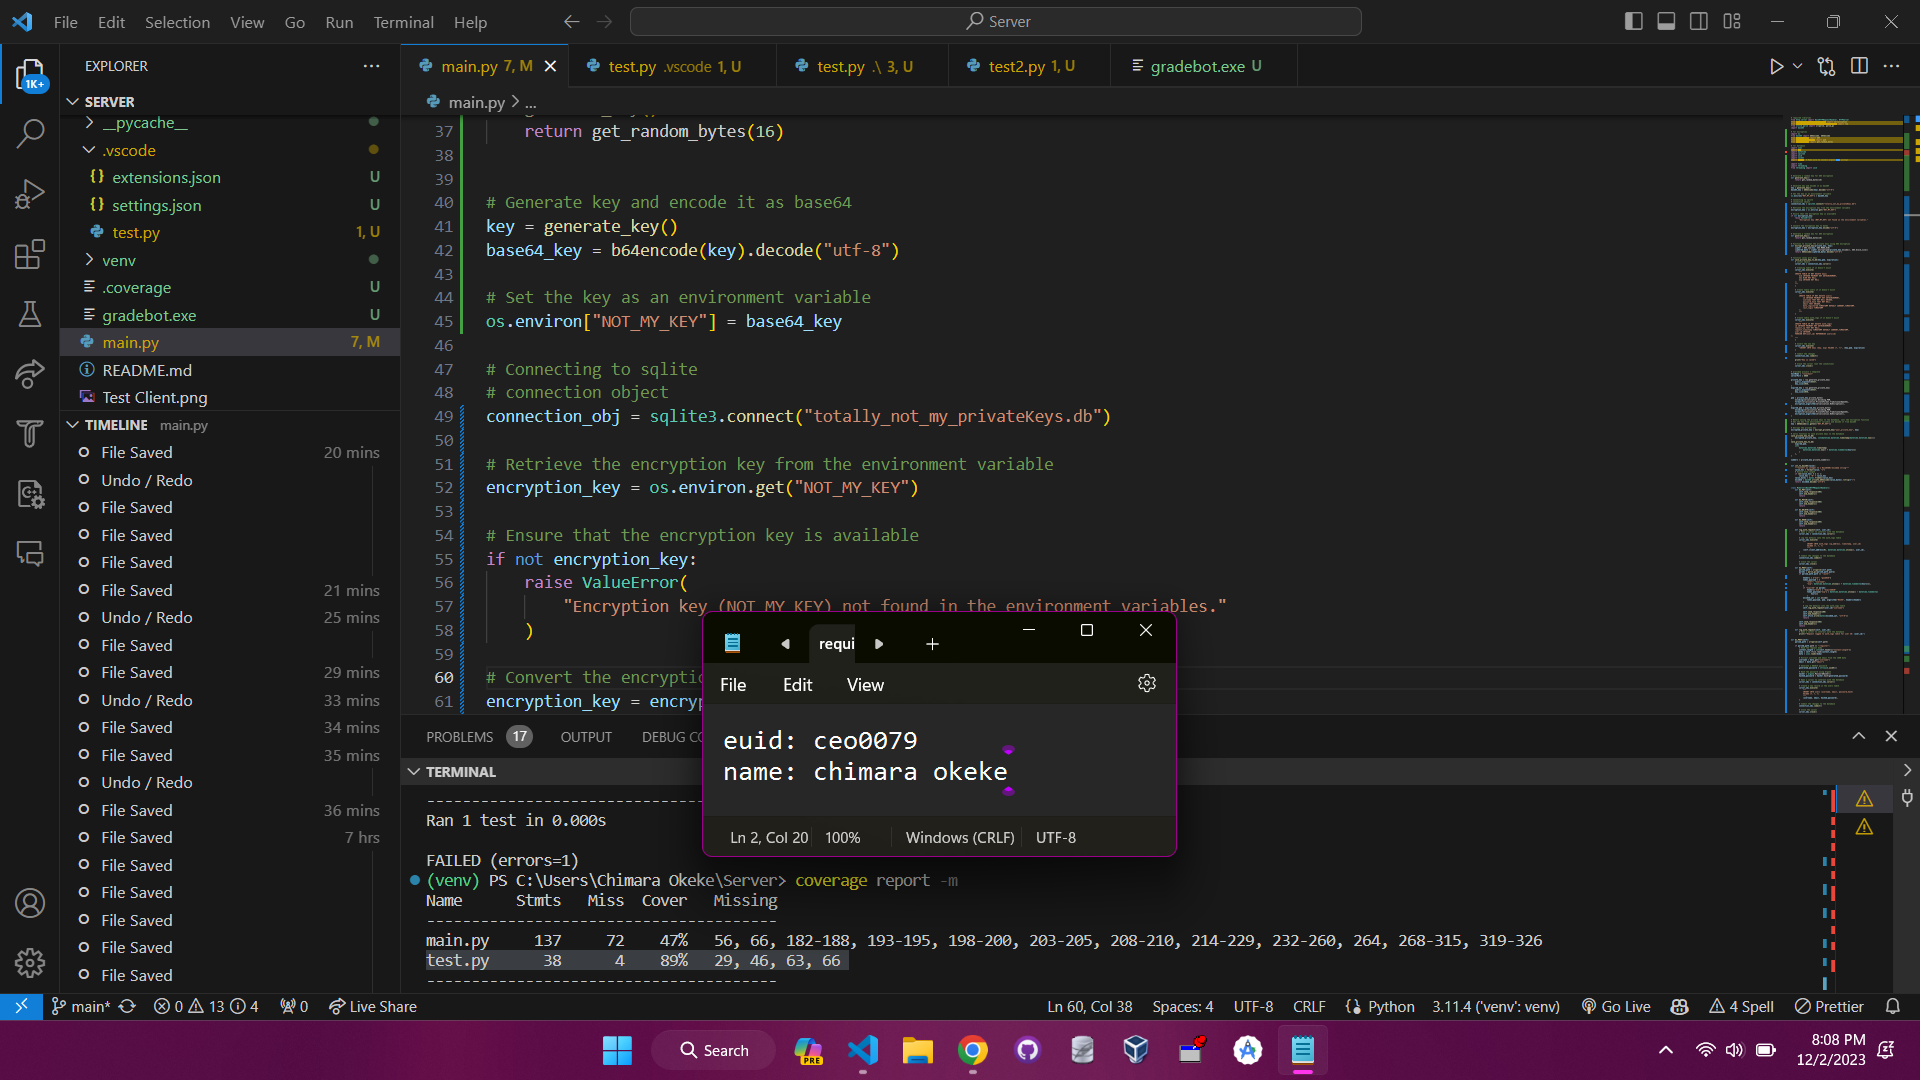 File Edit Selection View Go Run Terminal Help
Server
EXPLORER
SERVER
__pycache__
.vscode
extensions.json U
settings.json U
test.py 1, U
venv
.coverage U
gradebot.exe U
main.py 7, M
README.md
Test Client.png
TIMELINE main.py
File Saved 20 mins
Undo / Redo
File Saved
File Saved
File Saved
File Saved 21 mins
Undo / Redo 25 mins
File Saved
File Saved 29 mins
Undo / Redo 33 mins
File Saved 34 mins
File Saved 35 mins
Undo / Redo
File Saved 36 mins
File Saved 7 hrs
File Saved
File Saved
File Saved
File Saved
File Saved
1K+
main.py 7, M
test.py .vscode 1, U
test.py .\ 3, U
test2.py 1, U
gradebot.exe U
main.py > ...
37 return get_random_bytes(16)
38
39
40 # Generate key and encode it as base64
41 key = generate_key()
42 base64_key = b64encode(key).decode("utf-8")
43
44 # Set the key as an environment variable
45 os.environ["NOT_MY_KEY"] = base64_key
46
47 # Connecting to sqlite
48 # connection object
49 connection_obj = sqlite3.connect("totally_not_my_privateKeys.db")
50
51 # Retrieve the encryption key from the environment variable
52 encryption_key = os.environ.get("NOT_MY_KEY")
53
54 # Ensure that the encryption key is available
55 if not encryption_key:
56 raise ValueError(
57 "Encryption key (NOT_MY_KEY) not found in the environment variables."
58 )
59
60 # Convert the encryptio
61 encryption_key = encryp
requi
File Edit View
euid: ceo0079
name: chimara okeke
Ln 2, Col 20 100% Windows (CRLF) UTF-8
PROBLEMS 17 OUTPUT DEBUG CO
TERMINAL
Ran 1 test in 0.000s
FAILED (errors=1)
(venv) PS C:\Users\Chimara Okeke\Server> coverage report -m
Name Stmts Miss Cover Missing
---------------------------------------
main.py 137 72 47% 56, 66, 182-188, 193-195, 198-200, 203-205, 208-210, 214-229, 232-260, 264, 268-315, 319-326
test.py 38 4 89% 29, 46, 63, 66
---------------------------------------
main* 0 13 4 0 Live Share
Ln 60, Col 38 Spaces: 4 UTF-8 CRLF Python 3.11.4 ('venv': venv) Go Live 4 Spell Prettier
Search
PRE
8:08 PM
12/2/2023